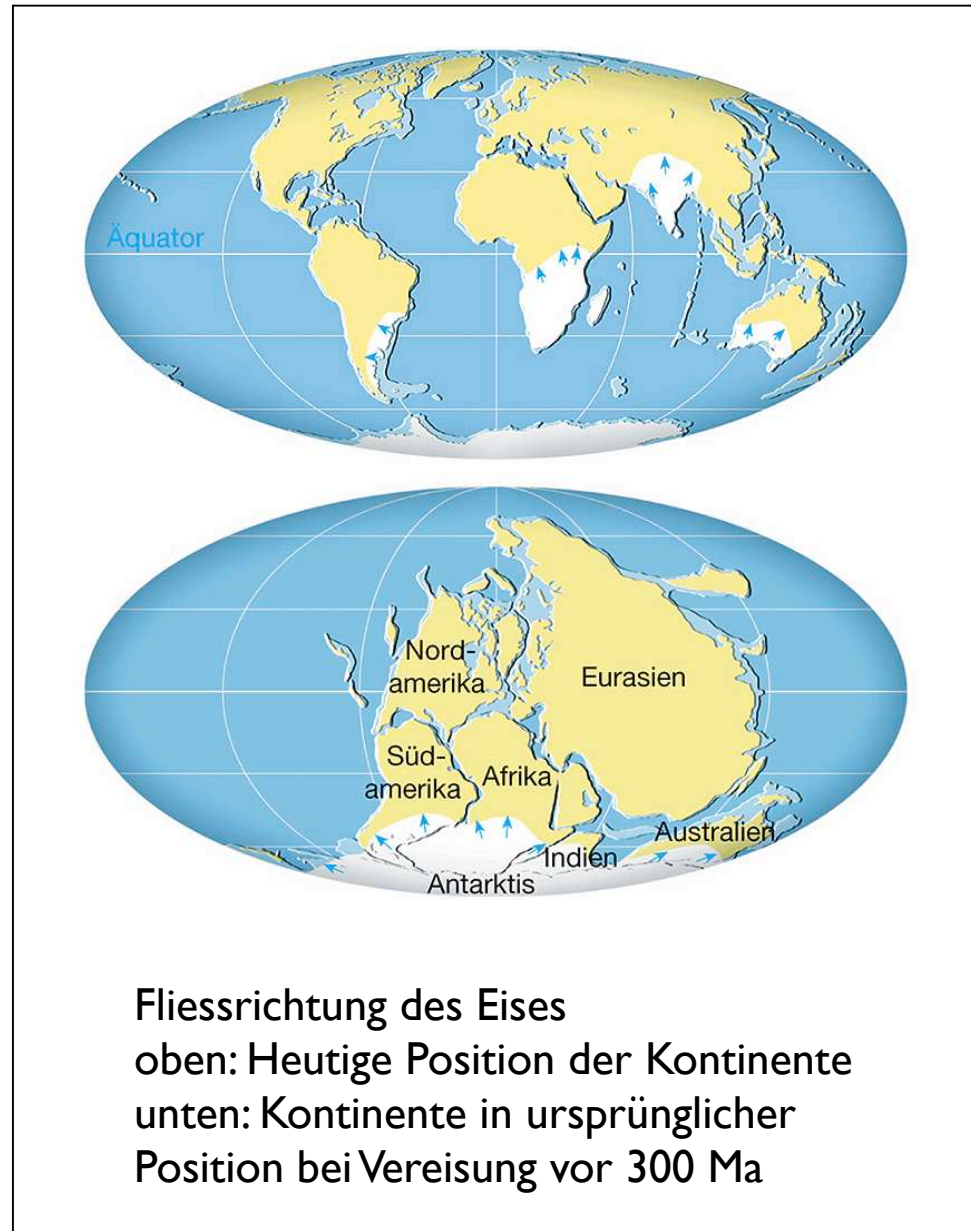 Äquator
Nord-
amerika
Eurasien
Süd-
amerika
Afrika
Australien
Indien
Antarktis
Fliessrichtung des Eises
oben: Heutige Position der Kontinente
unten: Kontinente in ursprünglicher
Position bei Vereisung vor 300 Ma